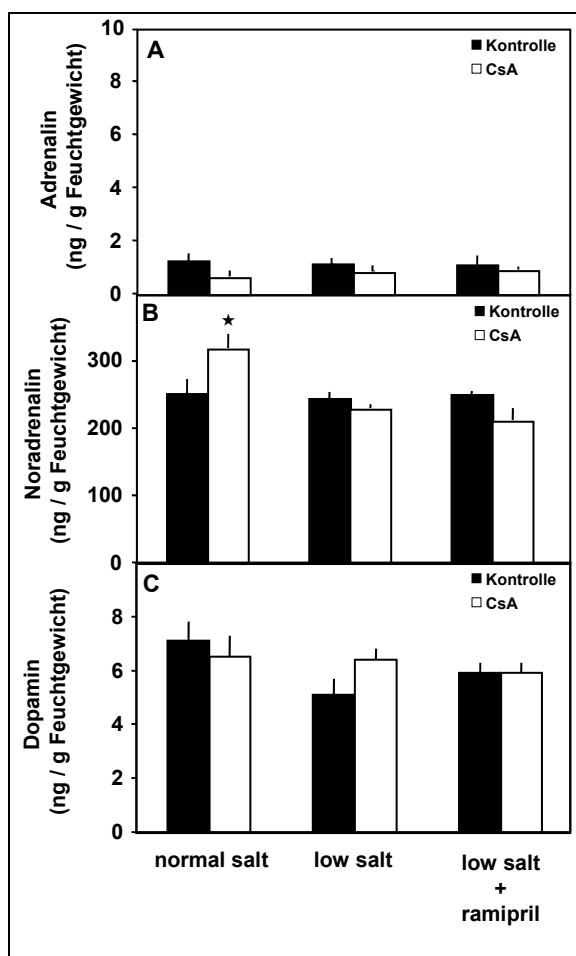 A
Kontrolle
CsA
Adrenalin
(ng / g Feuchtgewicht)
10
8
6
4
2
0
B
★
Kontrolle
CsA
Noradrenalin
(ng / g Feuchtgewicht)
300
200
100
0
C
Kontrolle
CsA
Dopamin
(ng / g Feuchtgewicht)
8
6
4
2
0
normal salt
low salt
low salt
+
ramipril